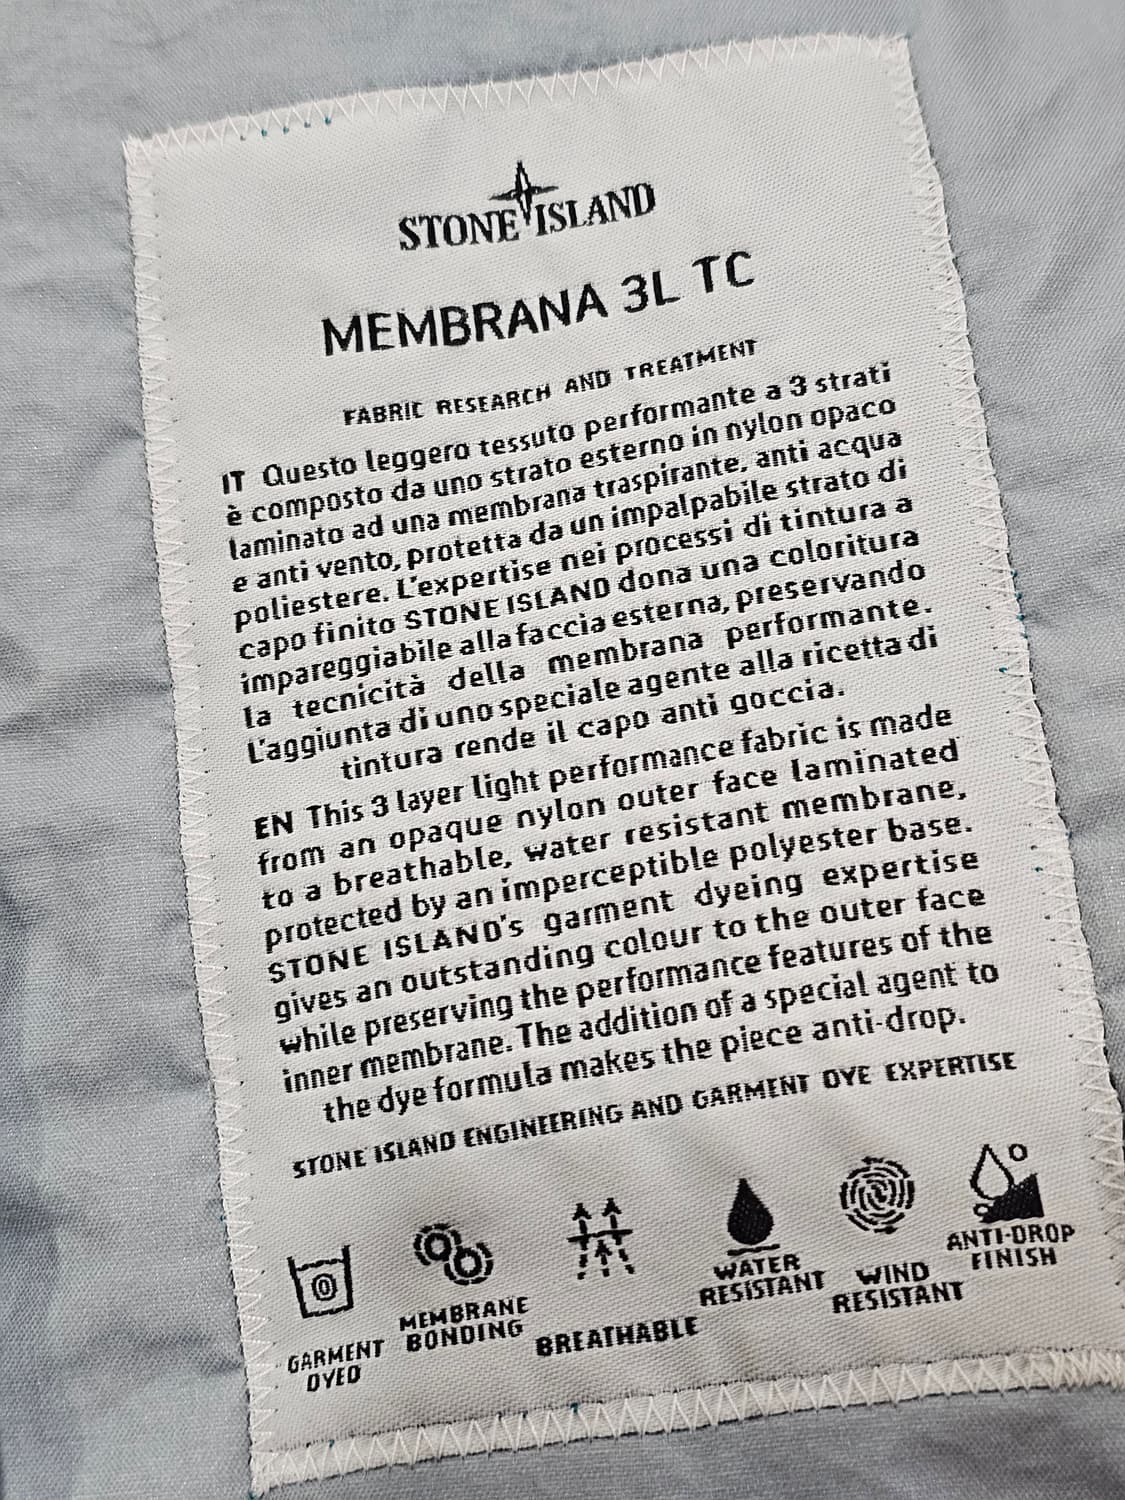 STONE ISLAND
MEMBRANA 3L TC
FABRIC RESEARCH AND TREATMENT
IT Questo leggero tessuto performante a 3 strati
è composto da uno strato esterno in nylon opaco
laminato ad una membrana traspirante, anti acqua
e anti vento, protetta da un impalpabile strato di
poliestere. L'expertise nei processi di tintura a
capo finito STONE ISLAND dona una coloritura
impareggiabile alla faccia esterna, preservando
la tecnicità della membrana performante.
L'aggiunta di uno speciale agente alla ricetta di
tintura rende il capo anti goccia.
EN This 3 layer light performance fabric is made
from an opaque nylon outer face laminated
to a breathable, water resistant membrane,
protected by an imperceptible polyester base.
STONE ISLAND's garment dyeing expertise
gives an outstanding colour to the outer face
while preserving the performance features of the
inner membrane. The addition of a special agent to
the dye formula makes the piece anti-drop.
STONE ISLAND ENGINEERING AND GARMENT DYE EXPERTISE
GARMENT
DYED
MEMBRANE
BONDING
BREATHABLE
WATER
RESISTANT
WIND
RESISTANT
ANTI-DROP
FINISH